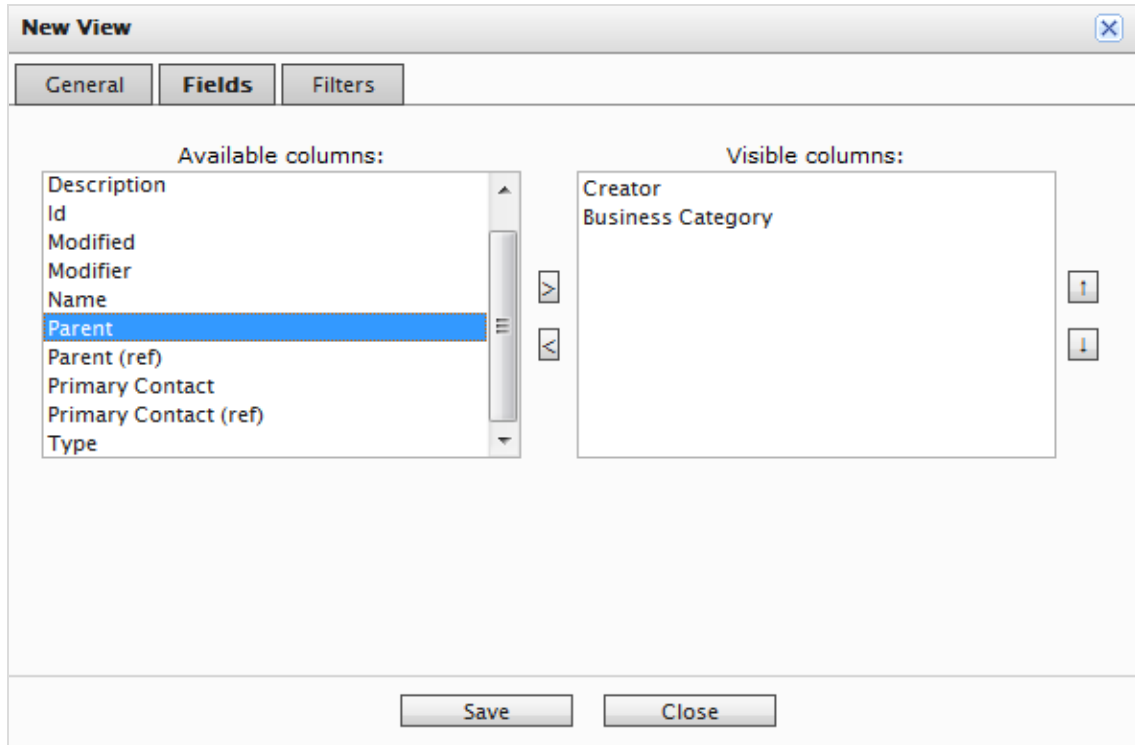 New View
General
Fields
Filters
Available columns:
Description
Id
Modified
Modifier
Name
Parent
Parent (ref)
Primary Contact
Primary Contact (ref)
Type
>
<
Visible columns:
Creator
Business Category
↑
↓
Save
Close